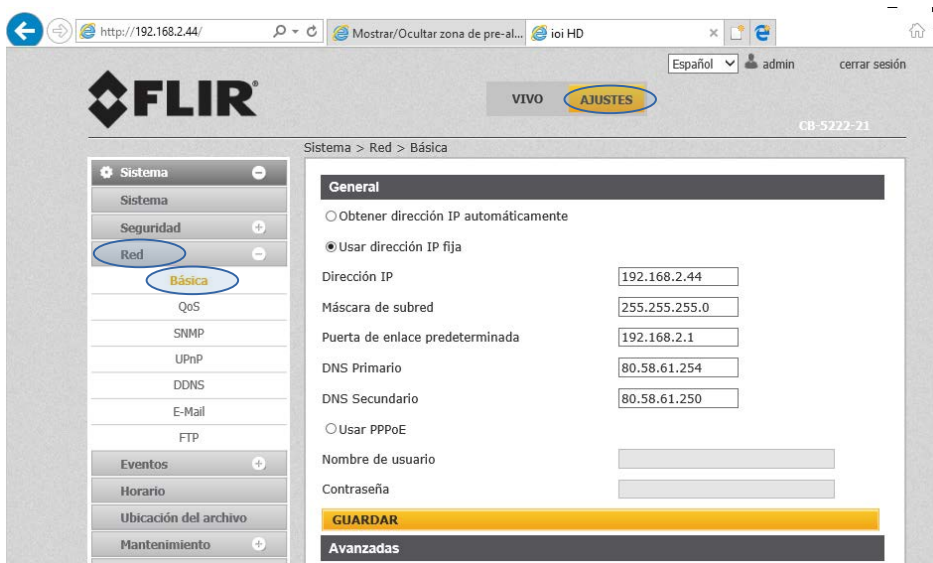 http://192.168.2.44/
Mostrar/Ocultar zona de pre-al...
ioi HD
Español
admin
cerrar sesión
FLIR
VIVO
AJUSTES
CB-5222-21
Sistema > Red > Básica
Sistema
Sistema
Seguridad
Red
Básica
QoS
SNMP
UPnP
DDNS
E-Mail
FTP
Eventos
Horario
Ubicación del archivo
Mantenimiento
General
Obtener dirección IP automáticamente
Usar dirección IP fija
Dirección IP 192.168.2.44
Máscara de subred 255.255.255.0
Puerta de enlace predeterminada 192.168.2.1
DNS Primario 80.58.61.254
DNS Secundario 80.58.61.250
Usar PPPoE
Nombre de usuario
Contraseña
GUARDAR
Avanzadas